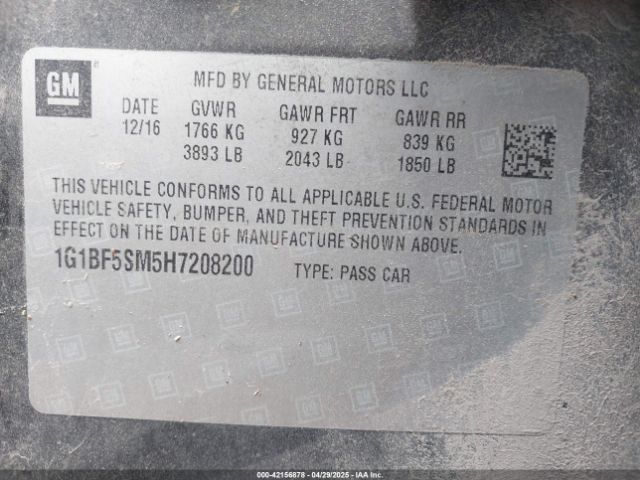 GM
MFD BY GENERAL MOTORS LLC
DATE GVWR GAWR FRT GAWR RR
12/16 1766 KG 927 KG 839 KG
3893 LB 2043 LB 1850 LB
THIS VEHICLE CONFORMS TO ALL APPLICABLE U.S. FEDERAL MOTOR
VEHICLE SAFETY, BUMPER, AND THEFT PREVENTION STANDARDS IN
EFFECT ON THE DATE OF MANUFACTURE SHOWN ABOVE.
1G1BF5SM5H7208200 TYPE: PASS CAR
000-42156878 - 04/29/2025 - IAA Inc.